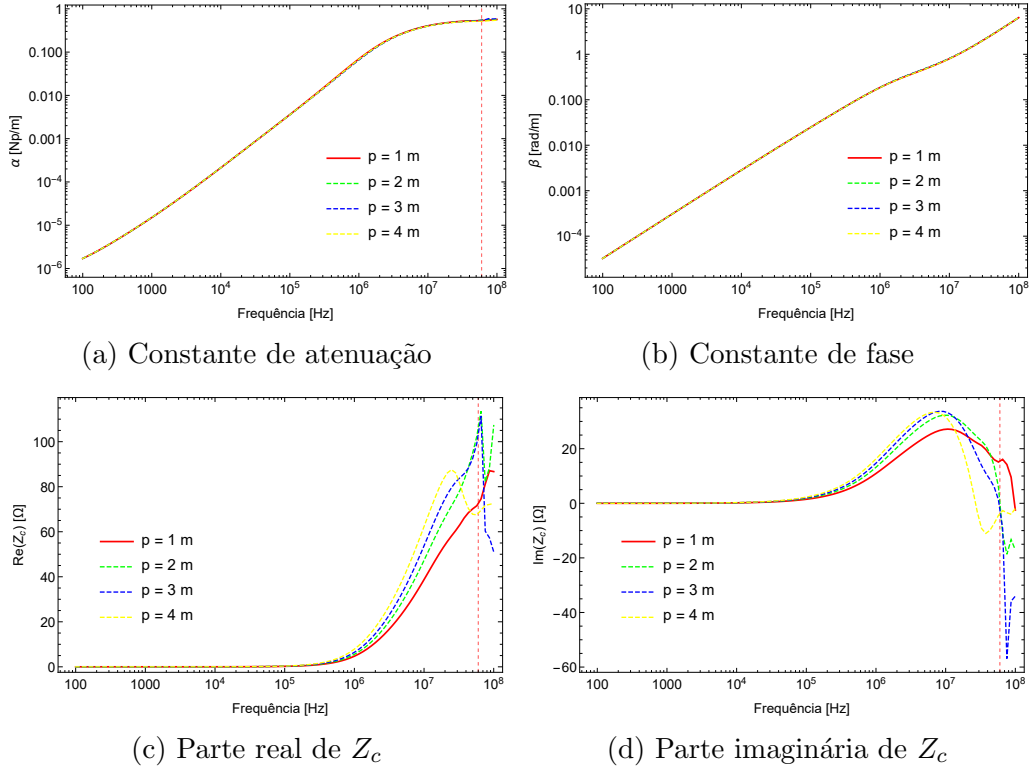 1
0.100
0.010
0.001
10⁻⁴
10⁻⁵
10⁻⁶
α [Np/m]
p = 1 m
p = 2 m
p = 3 m
p = 4 m
100 1000 10⁴ 10⁵ 10⁶ 10⁷ 10⁸
Frequência [Hz]
(a) Constante de atenuação
10
1
0.100
0.010
0.001
10⁻⁴
β [rad/m]
p = 1 m
p = 2 m
p = 3 m
p = 4 m
100 1000 10⁴ 10⁵ 10⁶ 10⁷ 10⁸
Frequência [Hz]
(b) Constante de fase
100
80
60
40
20
0
Re(Z_c) [Ω]
p = 1 m
p = 2 m
p = 3 m
p = 4 m
100 1000 10⁴ 10⁵ 10⁶ 10⁷ 10⁸
Frequência [Hz]
(c) Parte real de Z_c
20
0
−20
−40
−60
Im(Z_c) [Ω]
p = 1 m
p = 2 m
p = 3 m
p = 4 m
100 1000 10⁴ 10⁵ 10⁶ 10⁷ 10⁸
Frequência [Hz]
(d) Parte imaginária de Z_c